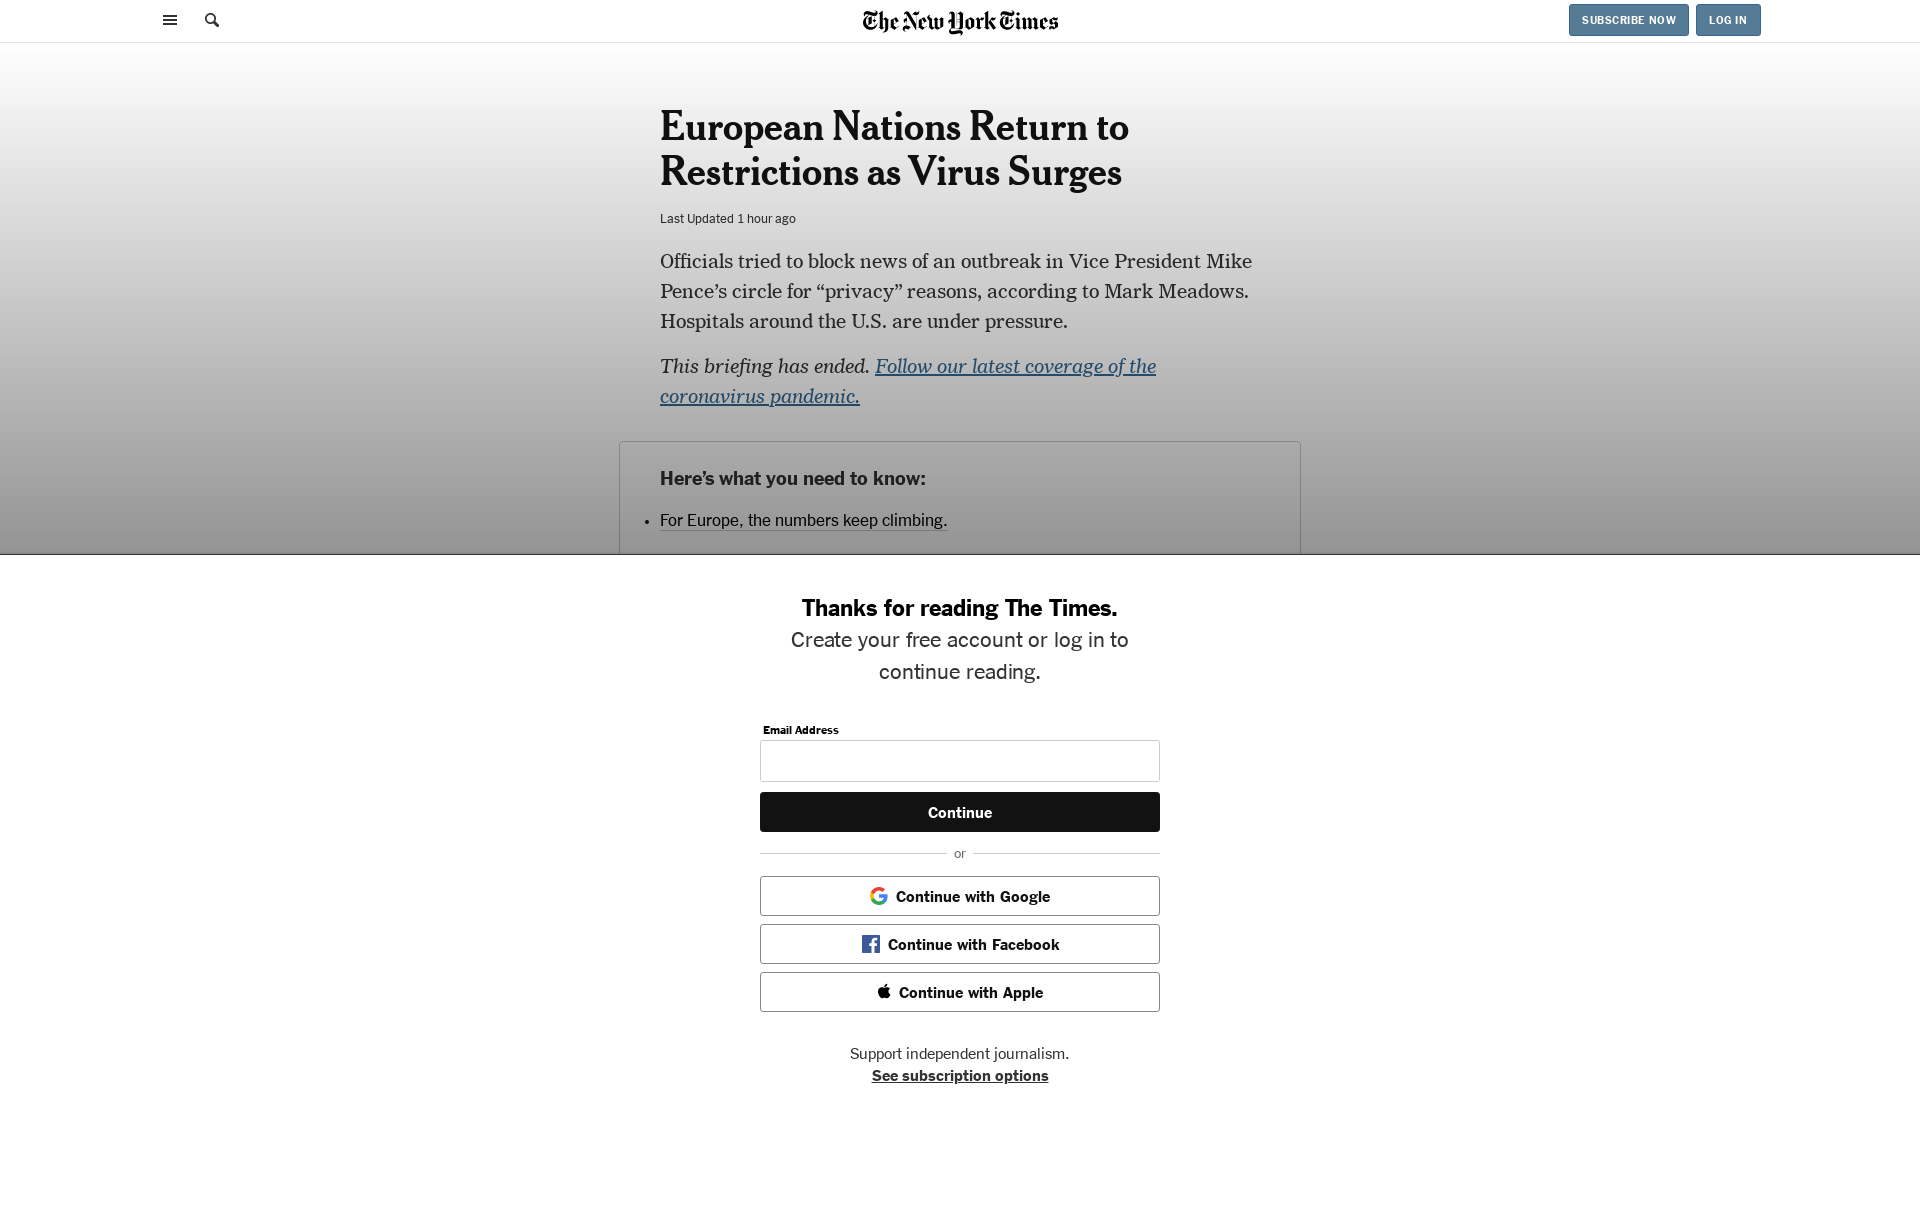 The New York Times
SUBSCRIBE NOW
LOG IN
European Nations Return to
Restrictions as Virus Surges
Last Updated 1 hour ago
Officials tried to block news of an outbreak in Vice President Mike
Pence’s circle for “privacy” reasons, according to Mark Meadows.
Hospitals around the U.S. are under pressure.
This briefing has ended. Follow our latest coverage of the
coronavirus pandemic.
Here’s what you need to know:
• For Europe, the numbers keep climbing.
Thanks for reading The Times.
Create your free account or log in to
continue reading.
Email Address
Continue
or
Continue with Google
Continue with Facebook
Continue with Apple
Support independent journalism.
See subscription options